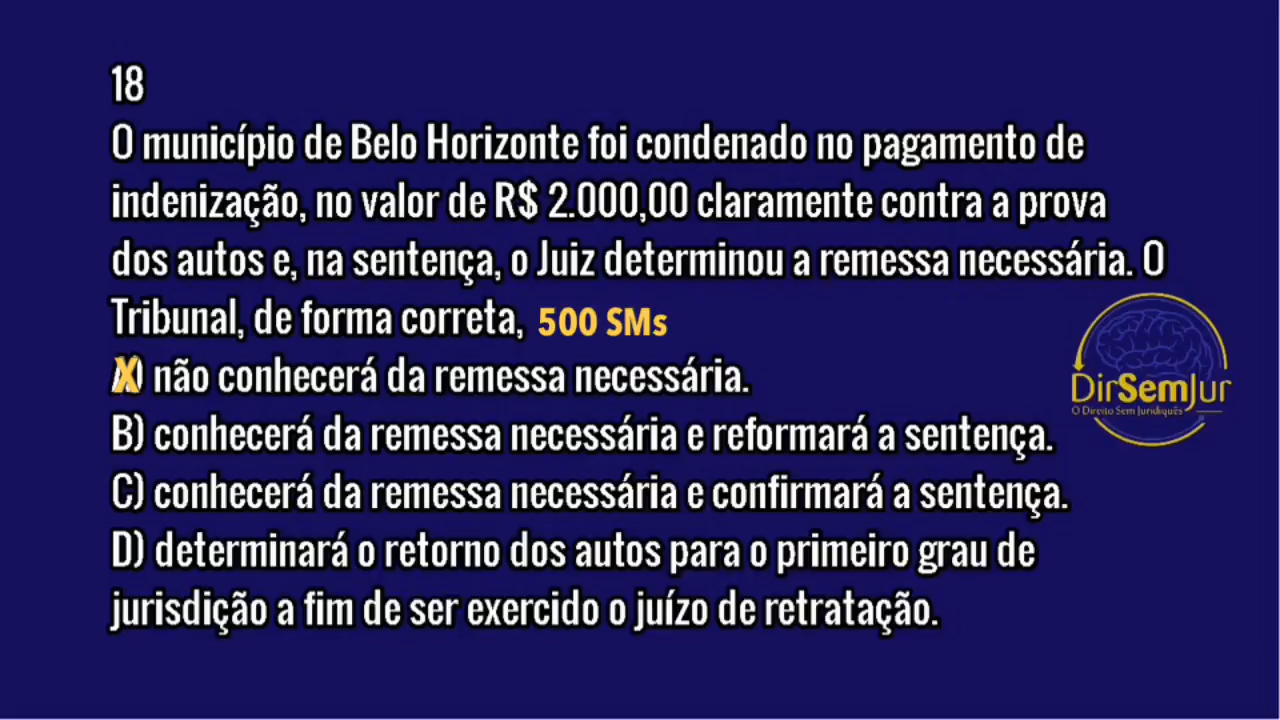 18
O município de Belo Horizonte foi condenado no pagamento de
indenização, no valor de R$ 2.000,00 claramente contra a prova
dos autos e, na sentença, o Juiz determinou a remessa necessária. O
Tribunal, de forma correta, 500 SMs
X) não conhecerá da remessa necessária.
B) conhecerá da remessa necessária e reformará a sentença.
C) conhecerá da remessa necessária e confirmará a sentença.
D) determinará o retorno dos autos para o primeiro grau de
jurisdição a fim de ser exercido o juízo de retratação.
DirSemJur
O Direito Sem Juridiquês